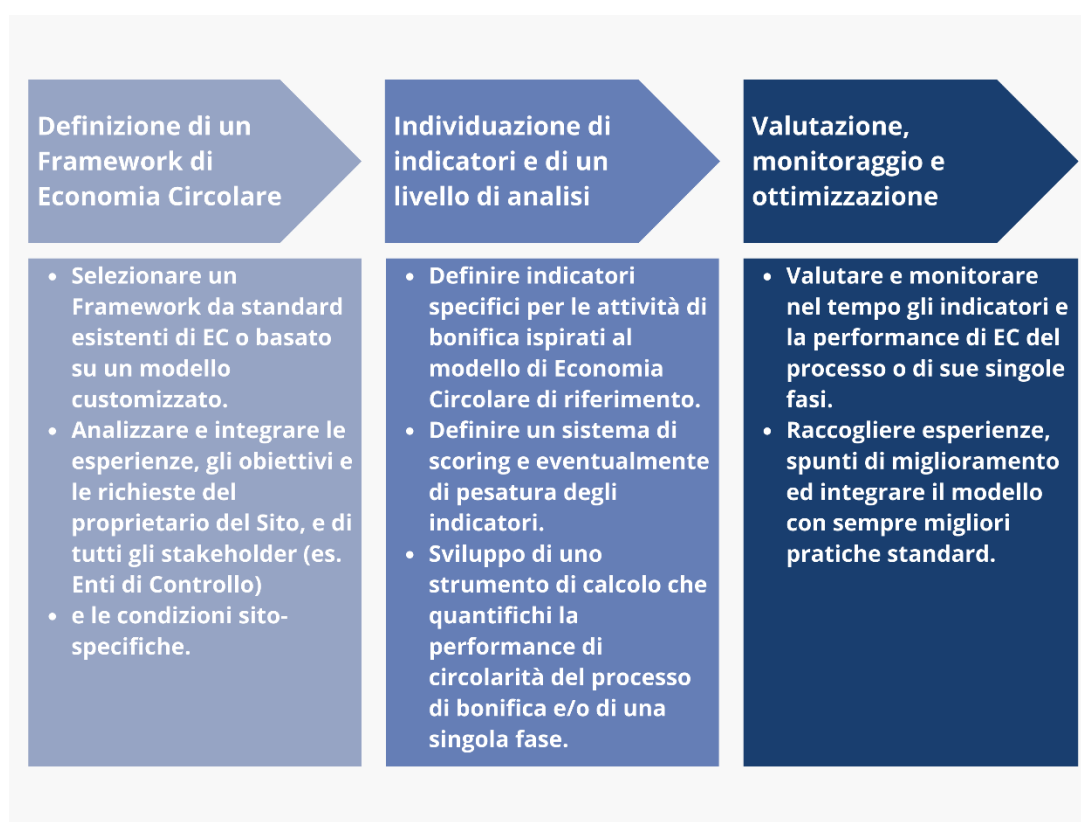 Definizione di un
Framework di
Economia Circolare
• Selezionare un
Framework da standard
esistenti di EC o basato
su un modello
customizzato.
• Analizzare e integrare le
esperienze, gli obiettivi e
le richieste del
proprietario del Sito, e di
tutti gli stakeholder (es.
Enti di Controllo)
• e le condizioni sito-
specifiche.
Individuazione di
indicatori e di un
livello di analisi
• Definire indicatori
specifici per le attività di
bonifica ispirati al
modello di Economia
Circolare di riferimento.
• Definire un sistema di
scoring e eventualmente
di pesatura degli
indicatori.
• Sviluppo di uno
strumento di calcolo che
quantifichi la
performance di
circolarità del processo
di bonifica e/o di una
singola fase.
Valutazione,
monitoraggio e
ottimizzazione
• Valutare e monitorare
nel tempo gli indicatori e
la performance di EC del
processo o di sue singole
fasi.
• Raccogliere esperienze,
spunti di miglioramento
ed integrare il modello
con sempre migliori
pratiche standard.